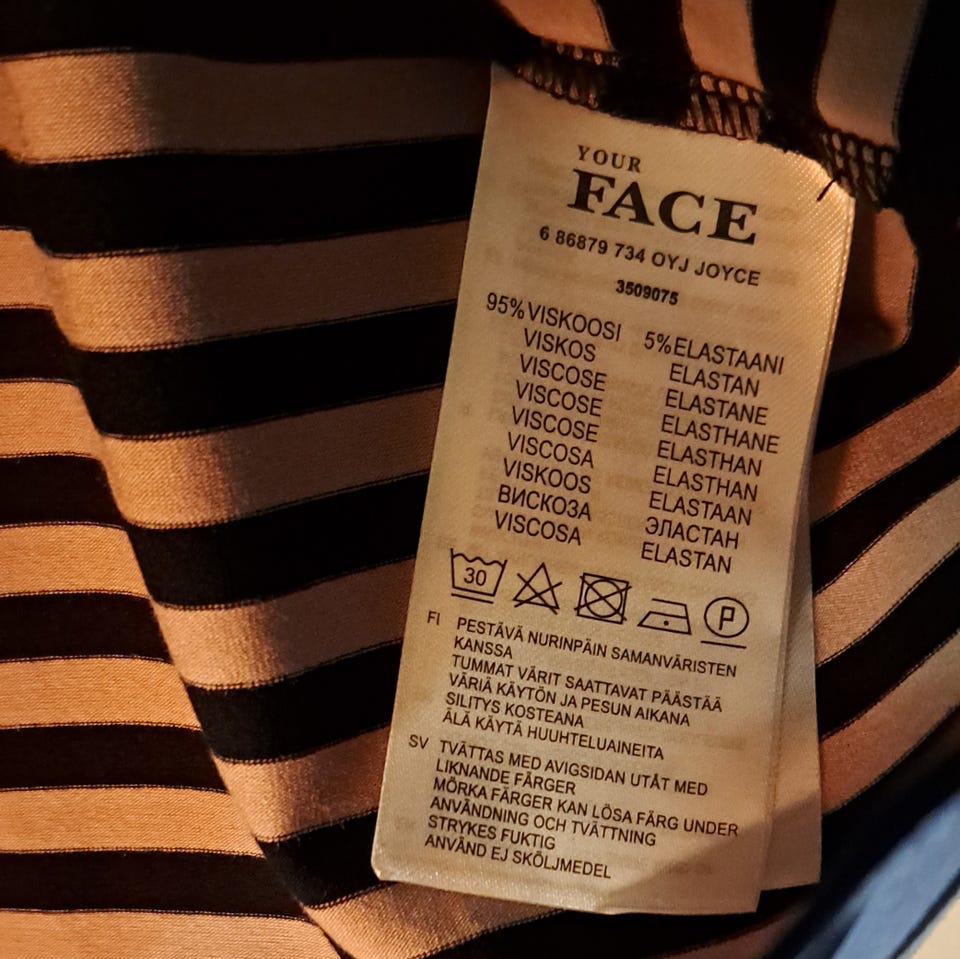 YOUR
FACE
6 86879 734 OYJ JOYCE
3509075
95% VISKOOSI 5% ELASTAANI
VISKOS ELASTAN
VISCOSE ELASTANE
VISCOSE ELASTHANE
VISCOSE ELASTHAN
VISCOSA ELASTHAN
VISKOOS ELASTAAN
ВИСКОЗА ЭЛАСТАН
VISCOSA ELASTAN
30 P
FI PESTÄVÄ NURINPÄIN SAMANVÄRISTEN
KANSSA
TUMMAT VÄRIT SAATTAVAT PÄÄSTÄÄ
VÄRIÄ KÄYTÖN JA PESUN AIKANA
SILITYS KOSTEANA
ÄLÄ KÄYTÄ HUUHTELUAINEITA
SV TVÄTTAS MED AVIGSIDAN UTÅT MED
LIKNANDE FÄRGER
MÖRKA FÄRGER KAN LÖSA FÄRG UNDER
ANVÄNDNING OCH TVÄTTNING
STRYKES FUKTIG
ANVÄND EJ SKÖLJMEDEL